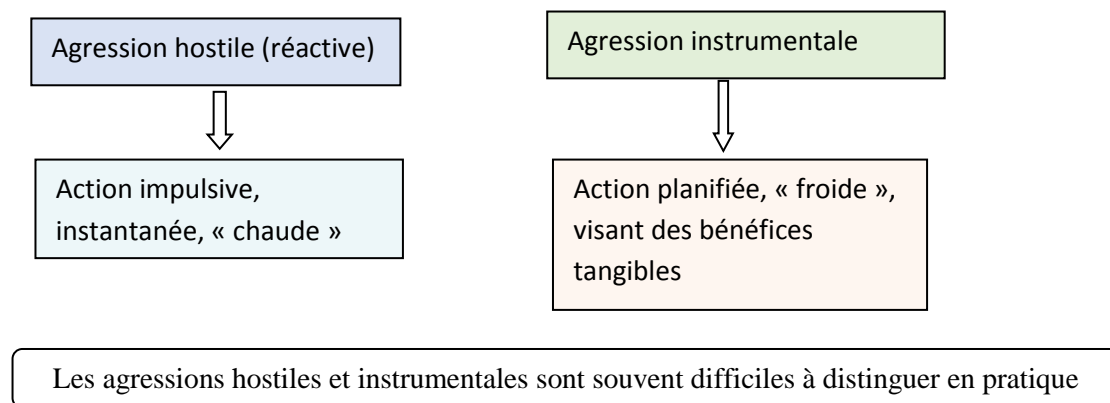 Agression hostile (réactive)
Agression instrumentale
Action impulsive,
instantanée, « chaude »
Action planifiée, « froide »,
visant des bénéfices
tangibles
Les agressions hostiles et instrumentales sont souvent difficiles à distinguer en pratique